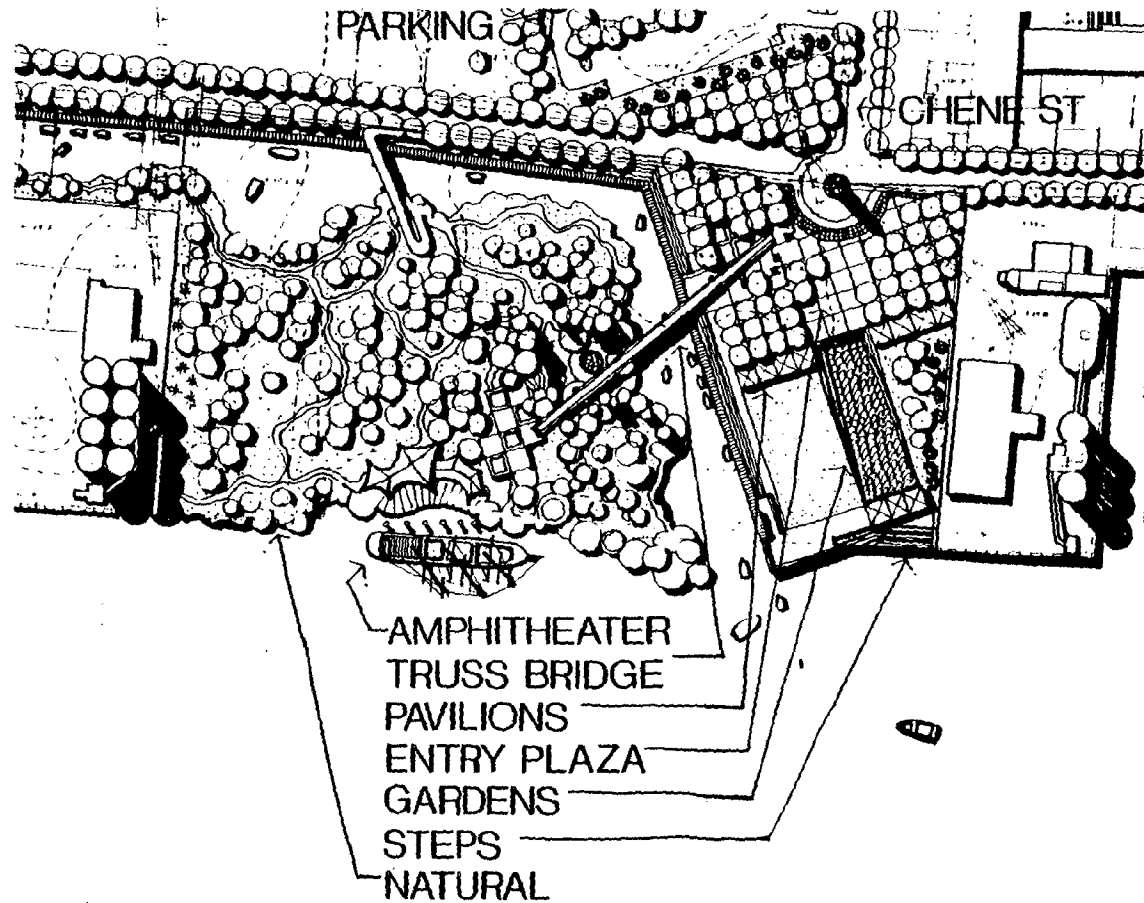 PARKING
CHENE ST
AMPHITHEATER
TRUSS BRIDGE
PAVILIONS
ENTRY PLAZA
GARDENS
STEPS
NATURAL